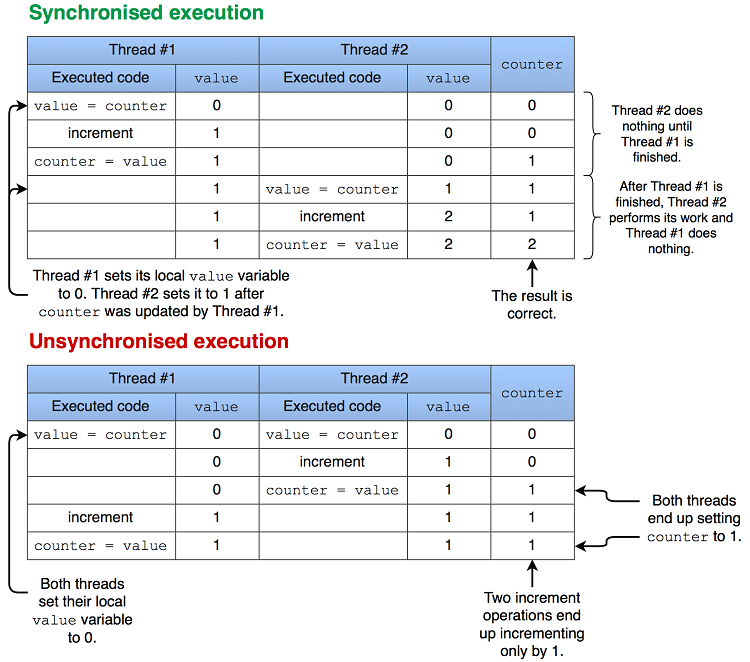 Synchronised execution
Thread #1 Thread #2 counter
Executed code value Executed code value
value = counter 0 0 0
increment 1 0 0
counter = value 1 0 1
1 value = counter 1 1
1 increment 2 1
1 counter = value 2 2
Thread #2 does
nothing until
Thread #1 is
finished.
After Thread #1 is
finished, Thread #2
performs its work and
Thread #1 does
nothing.
Thread #1 sets its local value variable
to 0. Thread #2 sets it to 1 after
counter was updated by Thread #1.
The result is
correct.
Unsynchronised execution
Thread #1 Thread #2 counter
Executed code value Executed code value
value = counter 0 value = counter 0 0
0 increment 1 0
0 counter = value 1 1
increment 1 1 1
counter = value 1 1 1
Both threads
end up setting
counter to 1.
Both threads
set their local
value variable
to 0.
Two increment
operations end
up incrementing
only by 1.